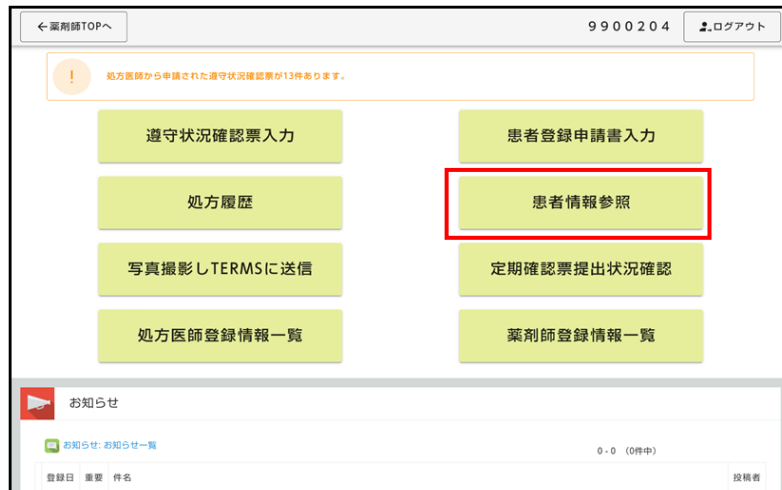 ←薬剤師TOPへ
9900204
ログアウト
処方医師から申請された遵守状況確認票が13件あります。
遵守状況確認票入力
患者登録申請書入力
処方履歴
患者情報参照
写真撮影しTERMSに送信
定期確認票提出状況確認
処方医師登録情報一覧
薬剤師登録情報一覧
お知らせ
お知らせ: お知らせ一覧
0 - 0 (0件中)
登録日 重要 件名 投稿者